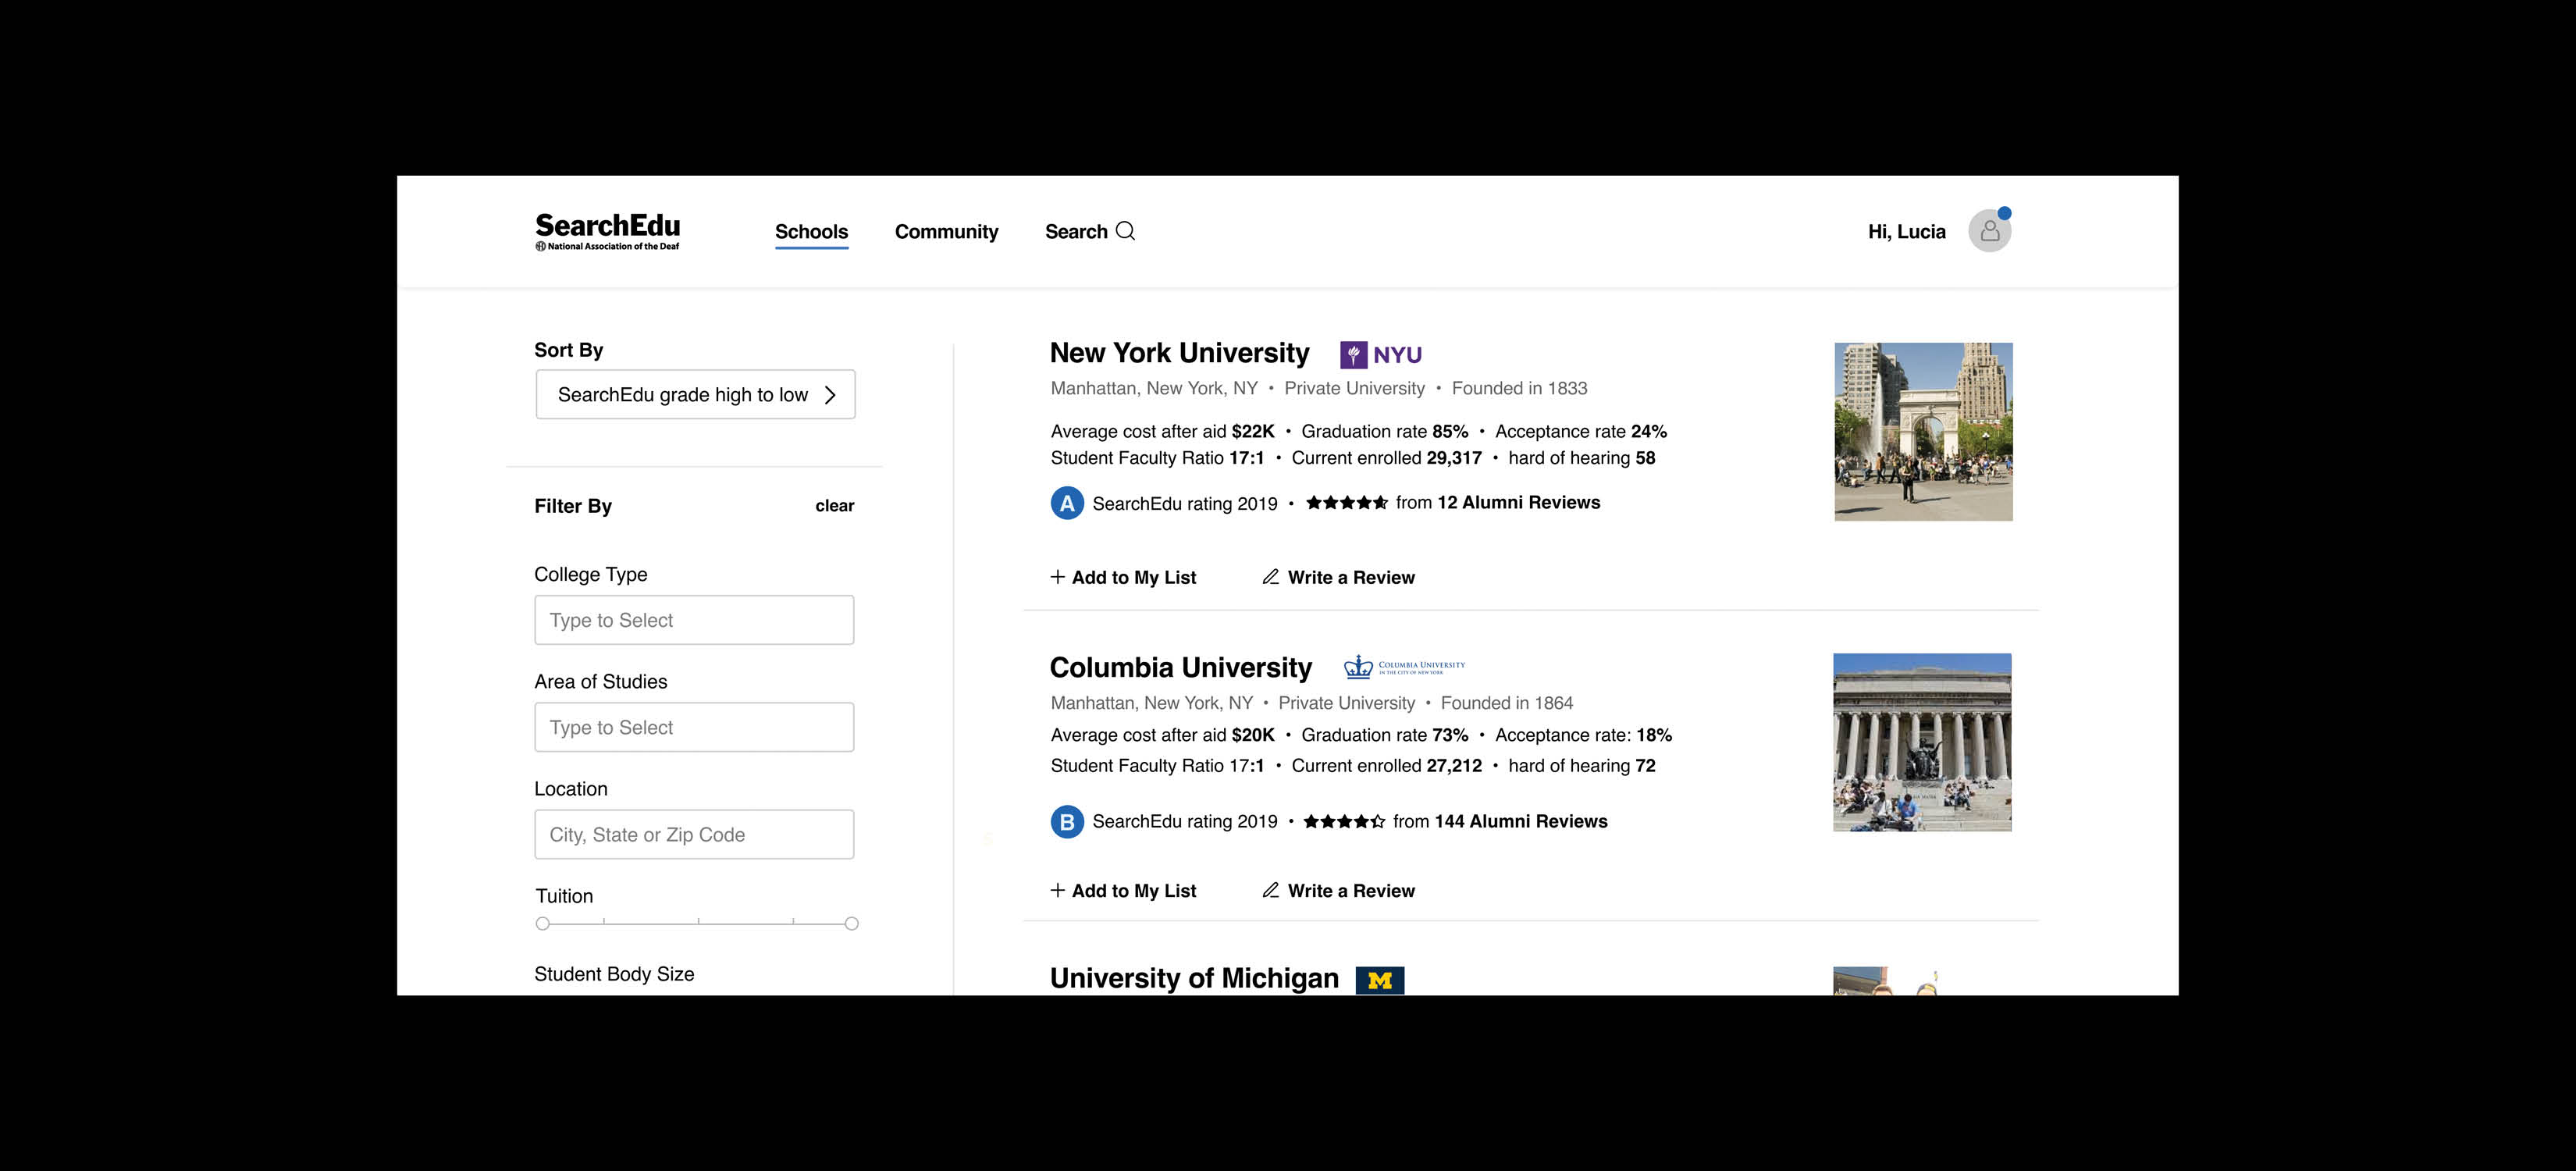 SearchEdu
National Association of the Deaf
Schools
Community
Search
Hi, Lucia
Sort By
SearchEdu grade high to low
Filter By clear
College Type
Type to Select
Area of Studies
Type to Select
Location
City, State or Zip Code
Tuition
Student Body Size
New York University NYU
Manhattan, New York, NY • Private University • Founded in 1833
Average cost after aid $22K • Graduation rate 85% • Acceptance rate 24%
Student Faculty Ratio 17:1 • Current enrolled 29,317 • hard of hearing 58
A SearchEdu rating 2019 • ★★★★★ from 12 Alumni Reviews
+ Add to My List Write a Review
Columbia University COLUMBIA UNIVERSITY
IN THE CITY OF NEW YORK
Manhattan, New York, NY • Private University • Founded in 1864
Average cost after aid $20K • Graduation rate 73% • Acceptance rate: 18%
Student Faculty Ratio 17:1 • Current enrolled 27,212 • hard of hearing 72
B SearchEdu rating 2019 • ★★★★☆ from 144 Alumni Reviews
+ Add to My List Write a Review
University of Michigan M